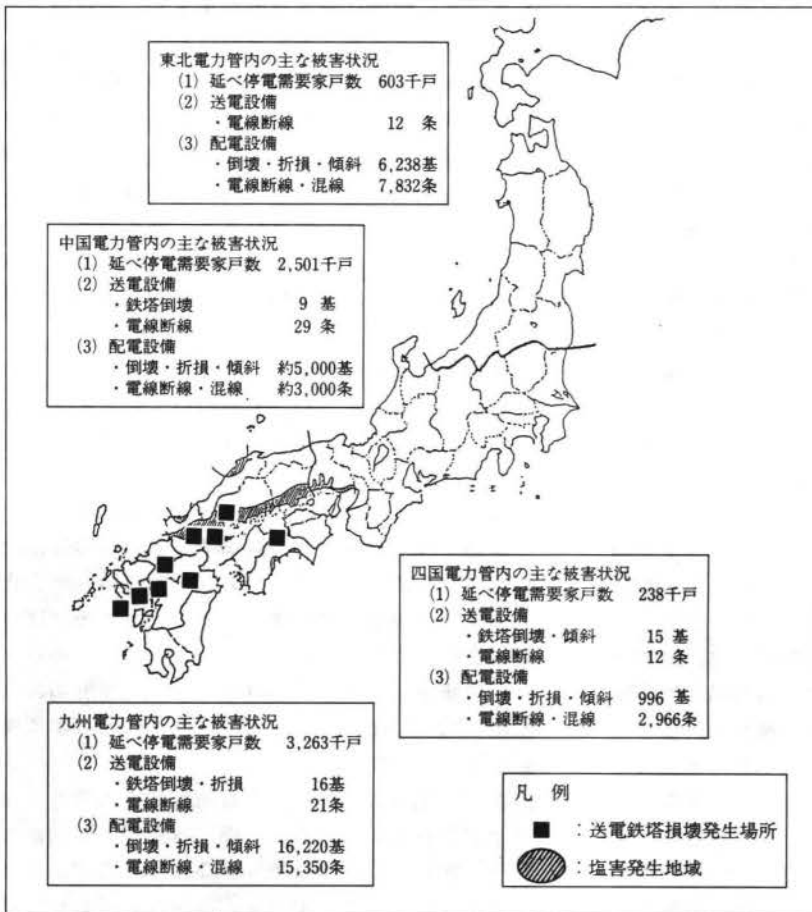 東北電力管内の主な被害状況
(1) 延べ停電需要家戸数 603千戸
(2) 送電設備
・電線断線 12 条
(3) 配電設備
・倒壊・折損・傾斜 6,238基
・電線断線・混線 7,832条
中国電力管内の主な被害状況
(1) 延べ停電需要家戸数 2,501千戸
(2) 送電設備
・鉄塔倒壊 9 基
・電線断線 29 条
(3) 配電設備
・倒壊・折損・傾斜 約5,000基
・電線断線・混線 約3,000条
四国電力管内の主な被害状況
(1) 延べ停電需要家戸数 238千戸
(2) 送電設備
・鉄塔倒壊・傾斜 15 基
・電線断線 12 条
(3) 配電設備
・倒壊・折損・傾斜 996 基
・電線断線・混線 2,966条
九州電力管内の主な被害状況
(1) 延べ停電需要家戸数 3,263千戸
(2) 送電設備
・鉄塔倒壊・折損 16基
・電線断線 21条
(3) 配電設備
・倒壊・折損・傾斜 16,220基
・電線断線・混線 15,350条
凡 例
■ : 送電鉄塔損壊発生場所
: 塩害発生地域